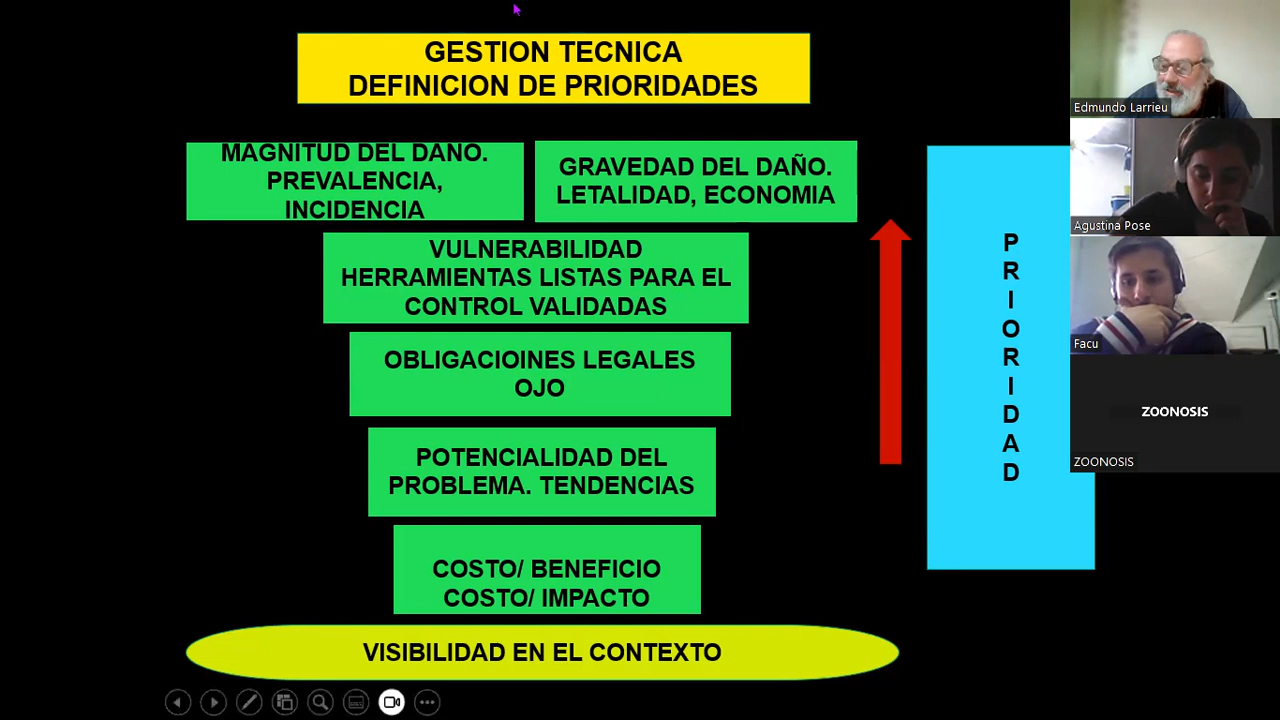 GESTION TECNICA
DEFINICION DE PRIORIDADES
MAGNITUD DEL DAÑO.
PREVALENCIA,
INCIDENCIA
GRAVEDAD DEL DAÑO.
LETALIDAD, ECONOMIA
VULNERABILIDAD
HERRAMIENTAS LISTAS PARA EL
CONTROL VALIDADAS
OBLIGACIOINES LEGALES
OJO
POTENCIALIDAD DEL
PROBLEMA. TENDENCIAS
COSTO/ BENEFICIO
COSTO/ IMPACTO
VISIBILIDAD EN EL CONTEXTO
P
R
I
O
R
I
D
A
D
Edmundo Larrieu
Agustina Pose
Facu
ZOONOSIS
ZOONOSIS